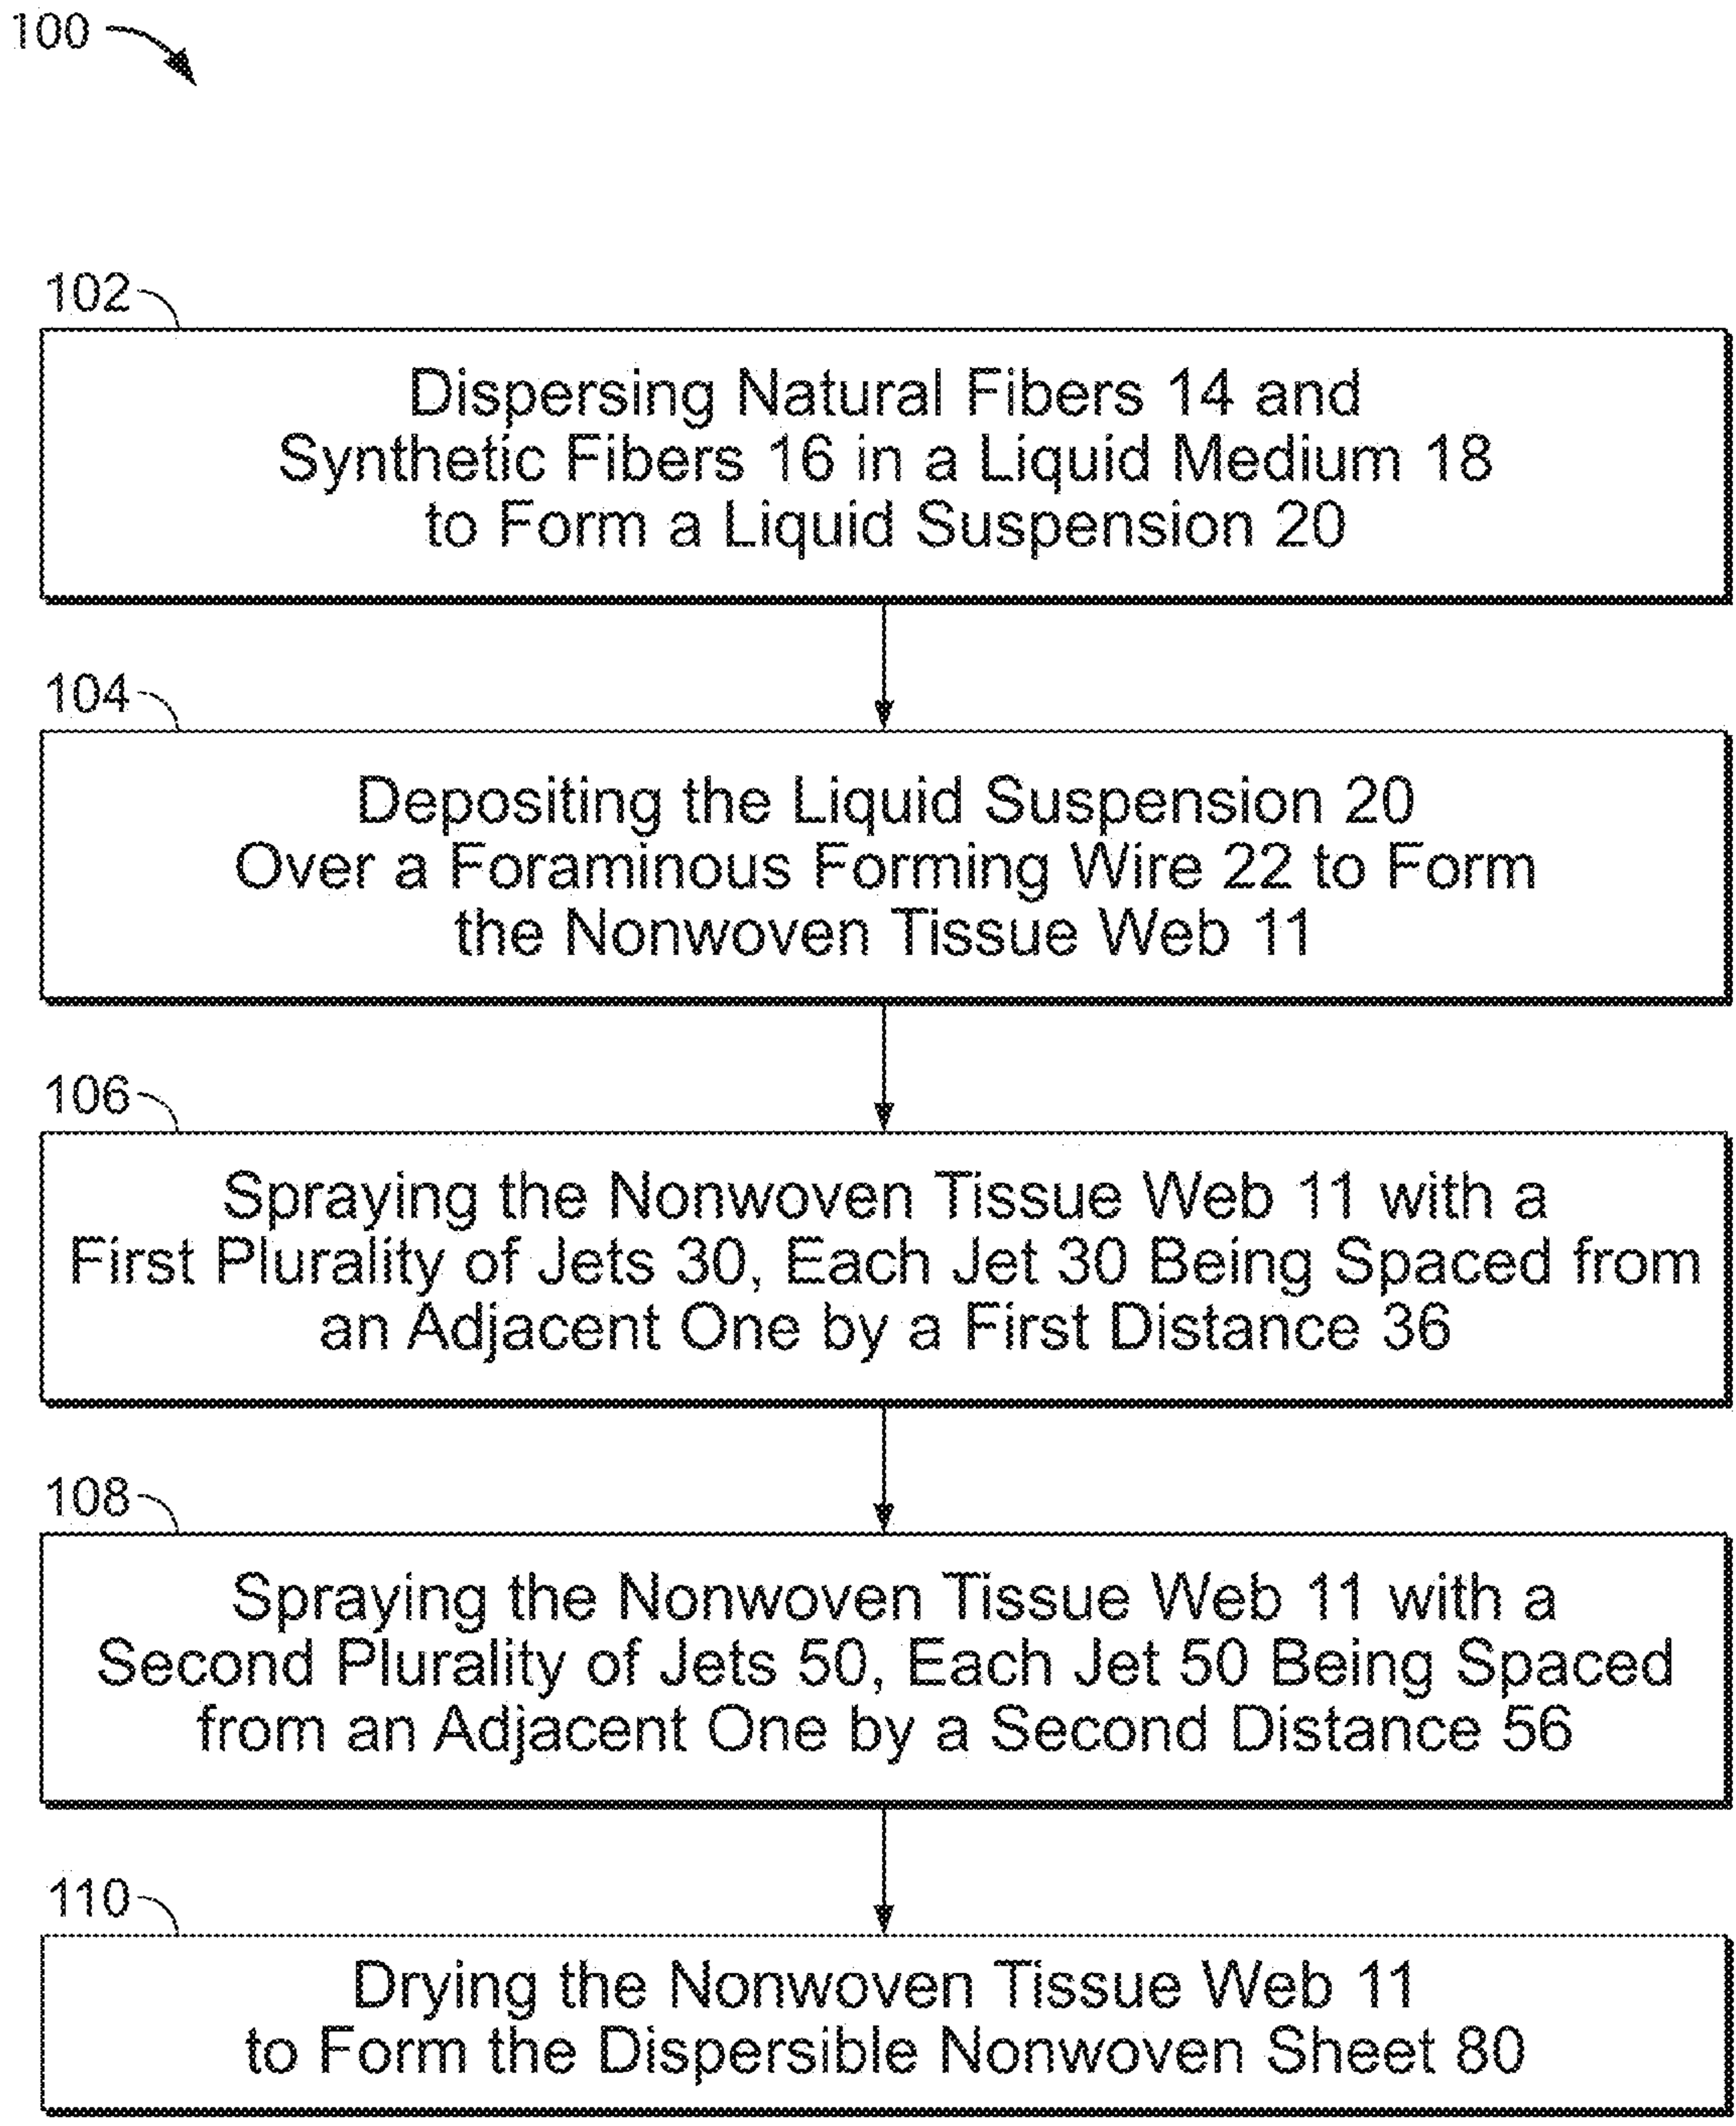 100
102
Dispersing Natural Fibers 14 and
Synthetic Fibers 16 in a Liquid Medium 18
to Form a Liquid Suspension 20
104
Depositing the Liquid Suspension 20
Over a Foraminous Forming Wire 22 to Form
the Nonwoven Tissue Web 11
106
Spraying the Nonwoven Tissue Web 11 with a
First Plurality of Jets 30, Each Jet 30 Being Spaced from
an Adjacent One by a First Distance 36
108
Spraying the Nonwoven Tissue Web 11 with a
Second Plurality of Jets 50, Each Jet 50 Being Spaced
from an Adjacent One by a Second Distance 56
110
Drying the Nonwoven Tissue Web 11
to Form the Dispersible Nonwoven Sheet 80